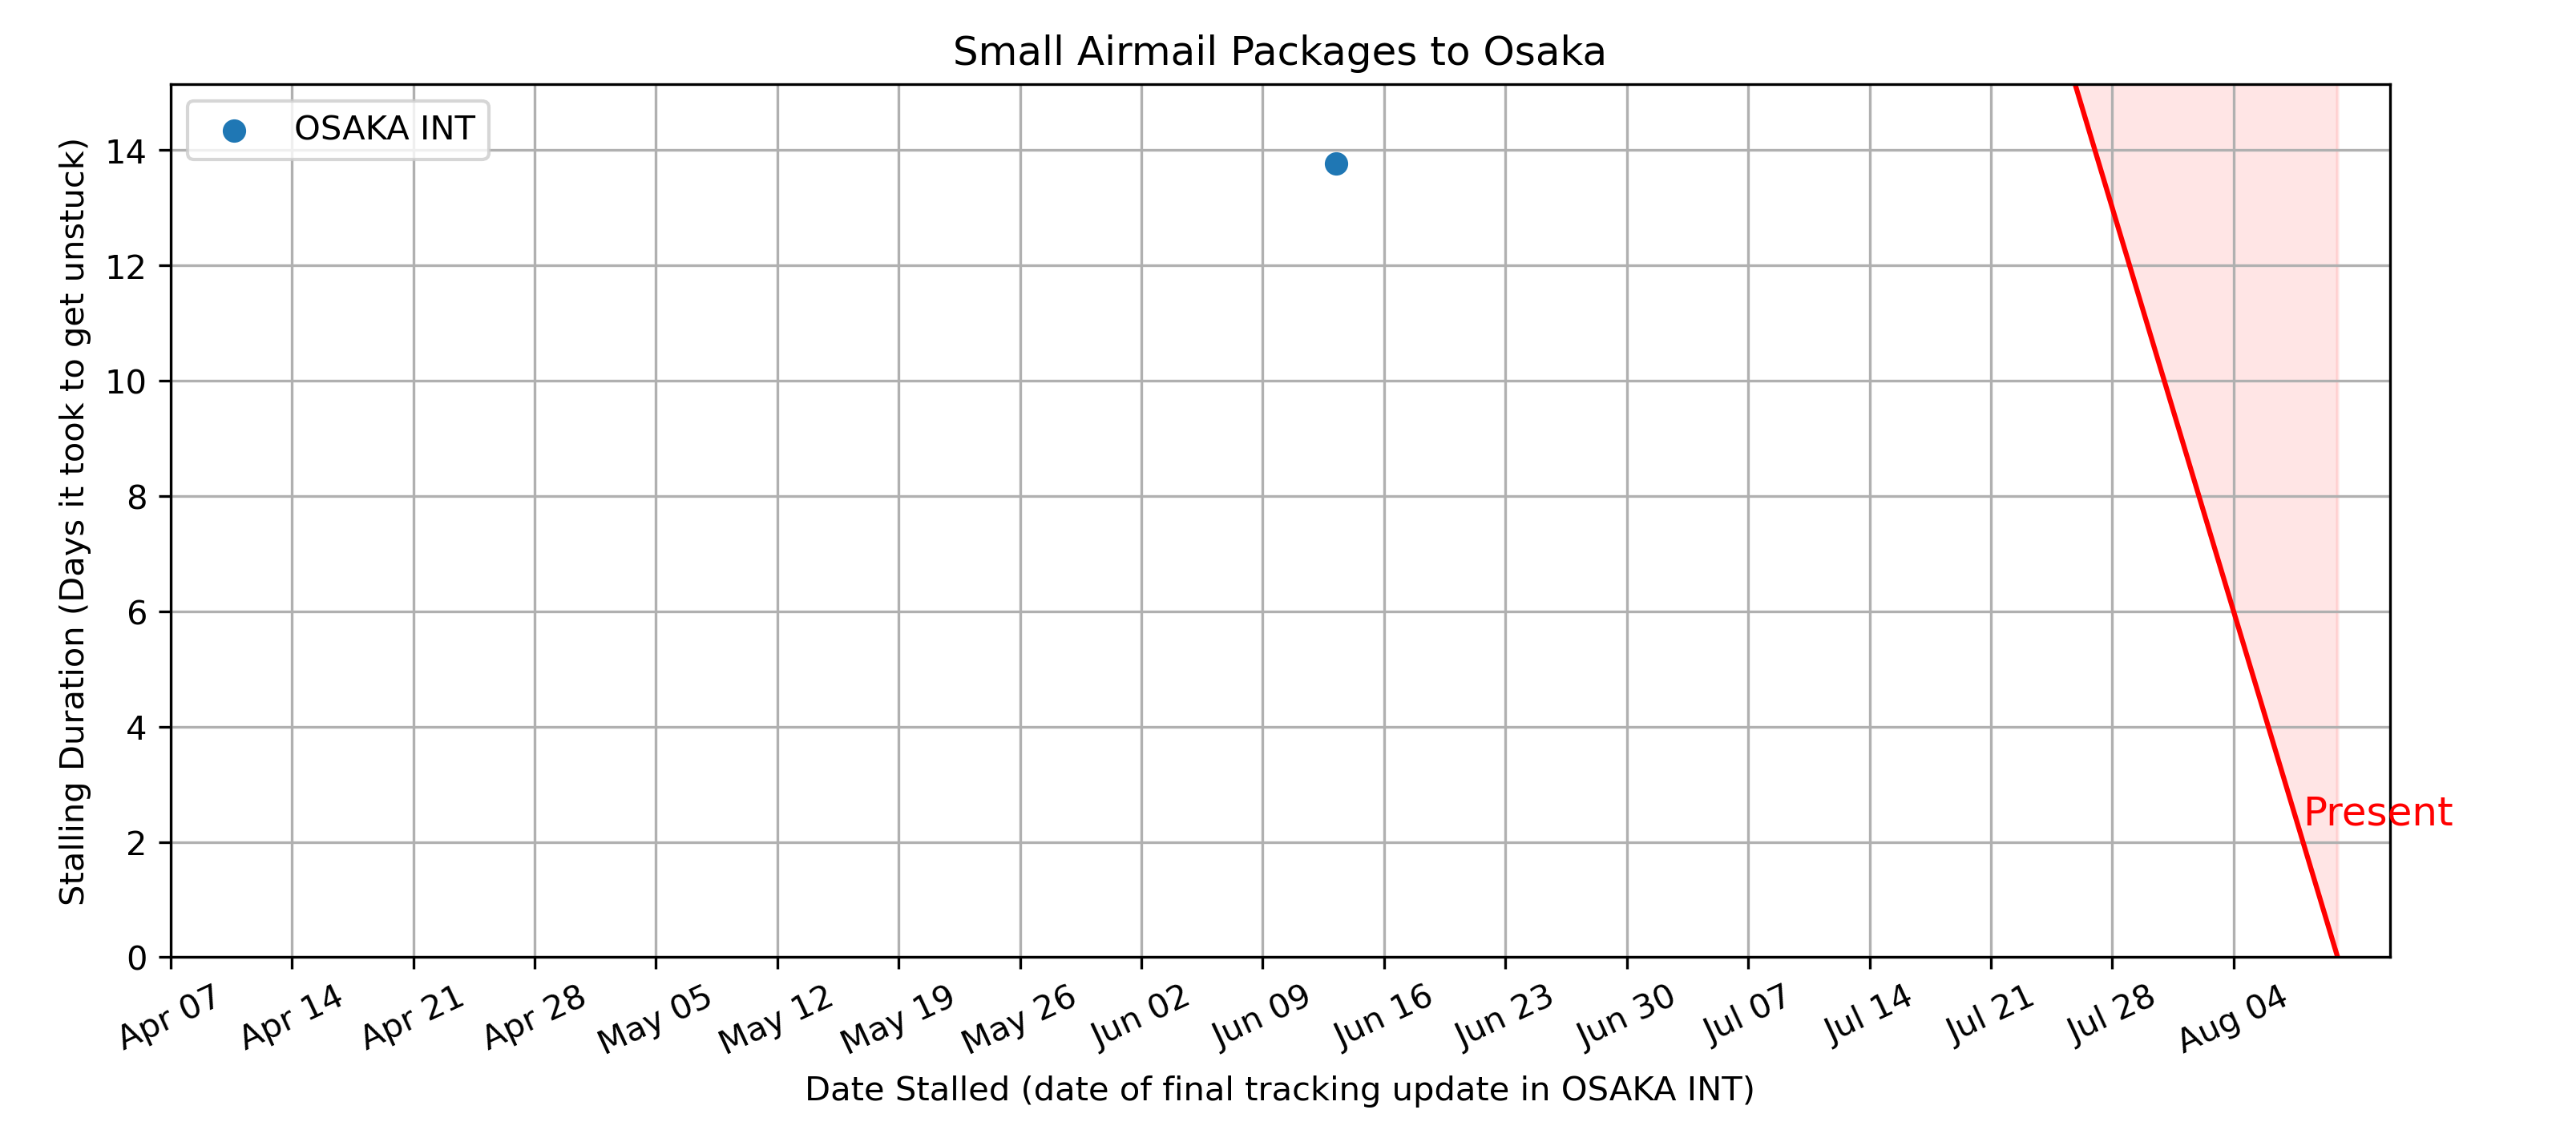 Small Airmail Packages to Osaka
OSAKA INT
Stalling Duration (Days it took to get unstuck)
14
12
10
8
6
4
2
0
Present
Apr 07
Apr 14
Apr 21
Apr 28
May 05
May 12
May 19
May 26
Jun 02
Jun 09
Jun 16
Jun 23
Jun 30
Jul 07
Jul 14
Jul 21
Jul 28
Aug 04
Date Stalled (date of final tracking update in OSAKA INT)